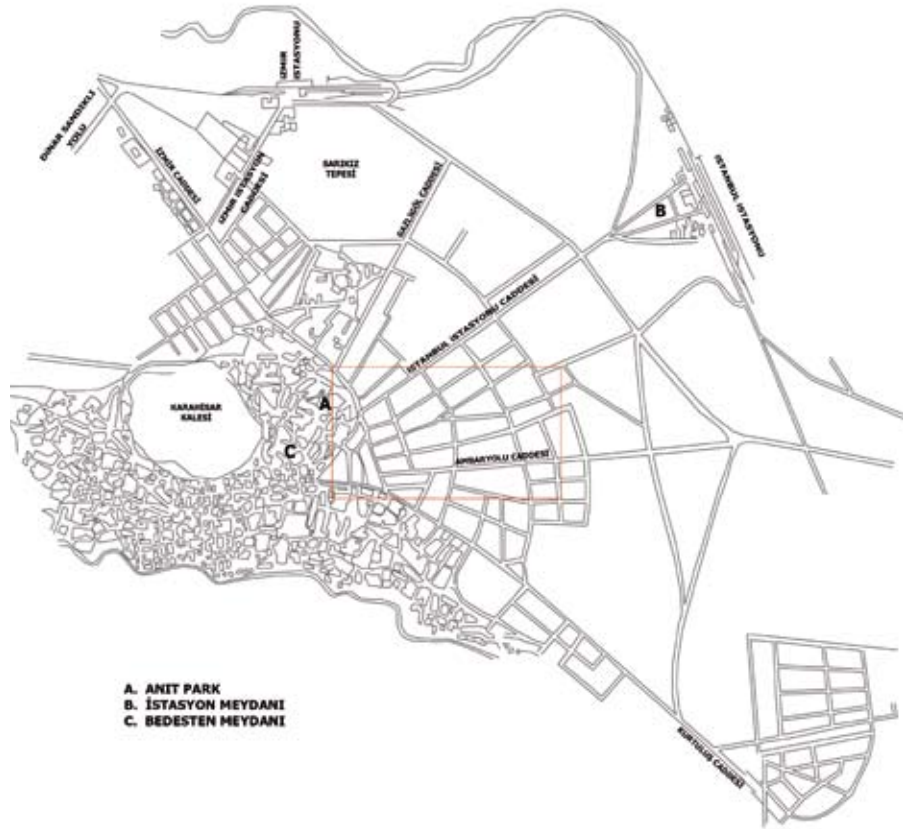 İZMİR
İSTASYONU
DİNAR SANDIKLI
YOLU
İZMİR CADDESİ
İZMİR İSTASYON
CADDESİ
SARIKIZ
TEPESİ
GAZLIGÖL CADDESİ
B
İSTANBUL İSTASYONU
İSTANBUL İSTASYONU CADDESİ
KARAHİSAR
KALESİ
A
C
AMBARYOLU CADDESİ
A. ANIT PARK
B. İSTASYON MEYDANI
C. BEDESTEN MEYDANI
KURTULUŞ CADDESİ